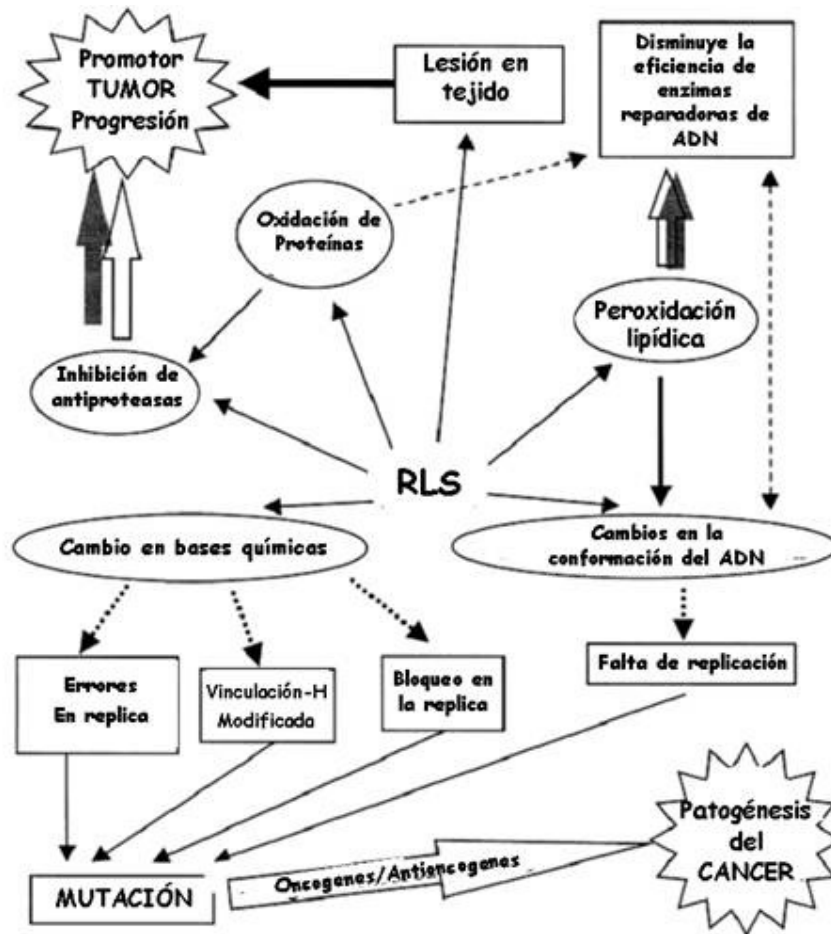 Promotor
TUMOR
Progresión
Lesión en
tejido
Disminuye la
eficiencia de
enzimas
reparadoras de
ADN
Oxidación de
Proteínas
Peroxidación
lipídica
Inhibición de
antiproteasas
RLS
Cambio en bases químicas
Cambios en la
conformación del ADN
Errores
En replica
Vinculación-H
Modificada
Bloqueo en
la replica
Falta de replicación
Patogénesis
del
CANCER
MUTACIÓN
Oncogenes/Antioncogenes